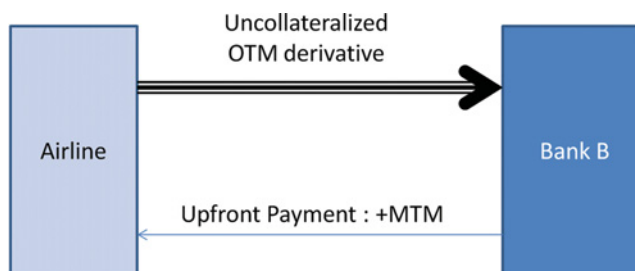 Uncollateralized
OTM derivative
Airline
Bank B
Upfront Payment : +MTM